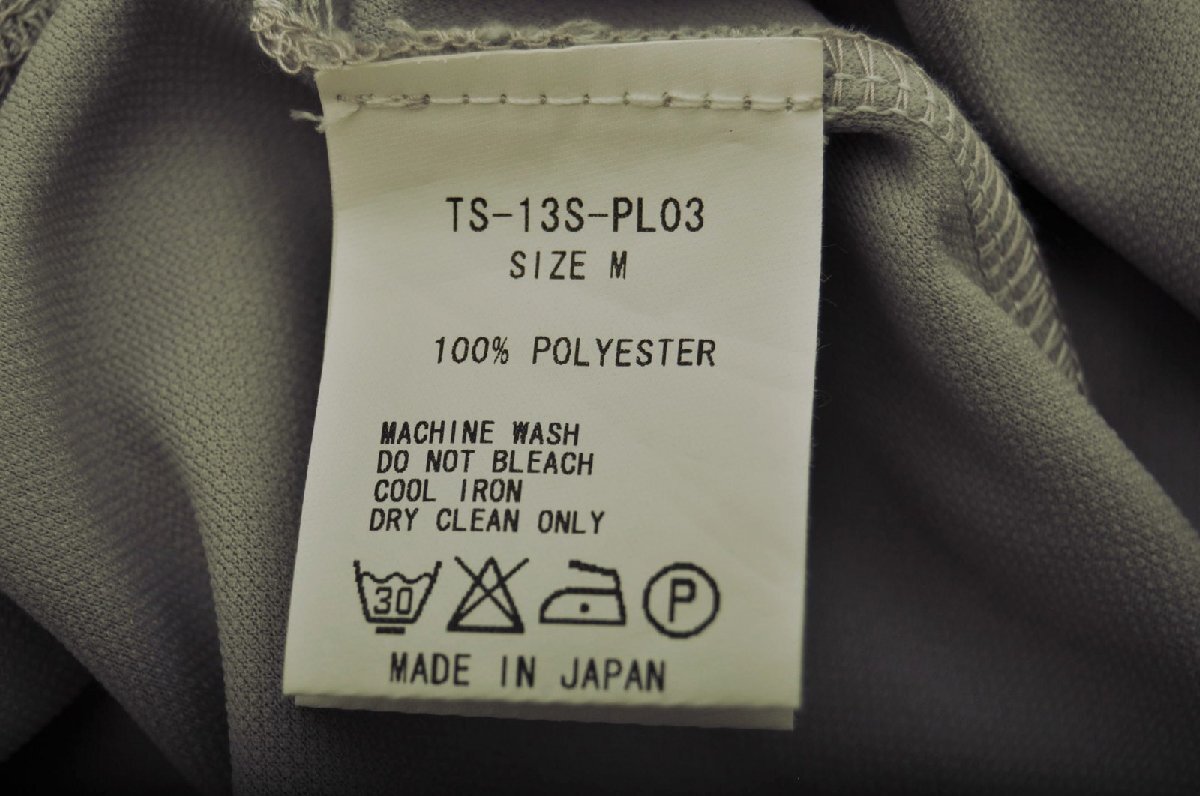 TS-13S-PL03
SIZE M
100% POLYESTER
MACHINE WASH
DO NOT BLEACH
COOL IRON
DRY CLEAN ONLY
30 P
MADE IN JAPAN